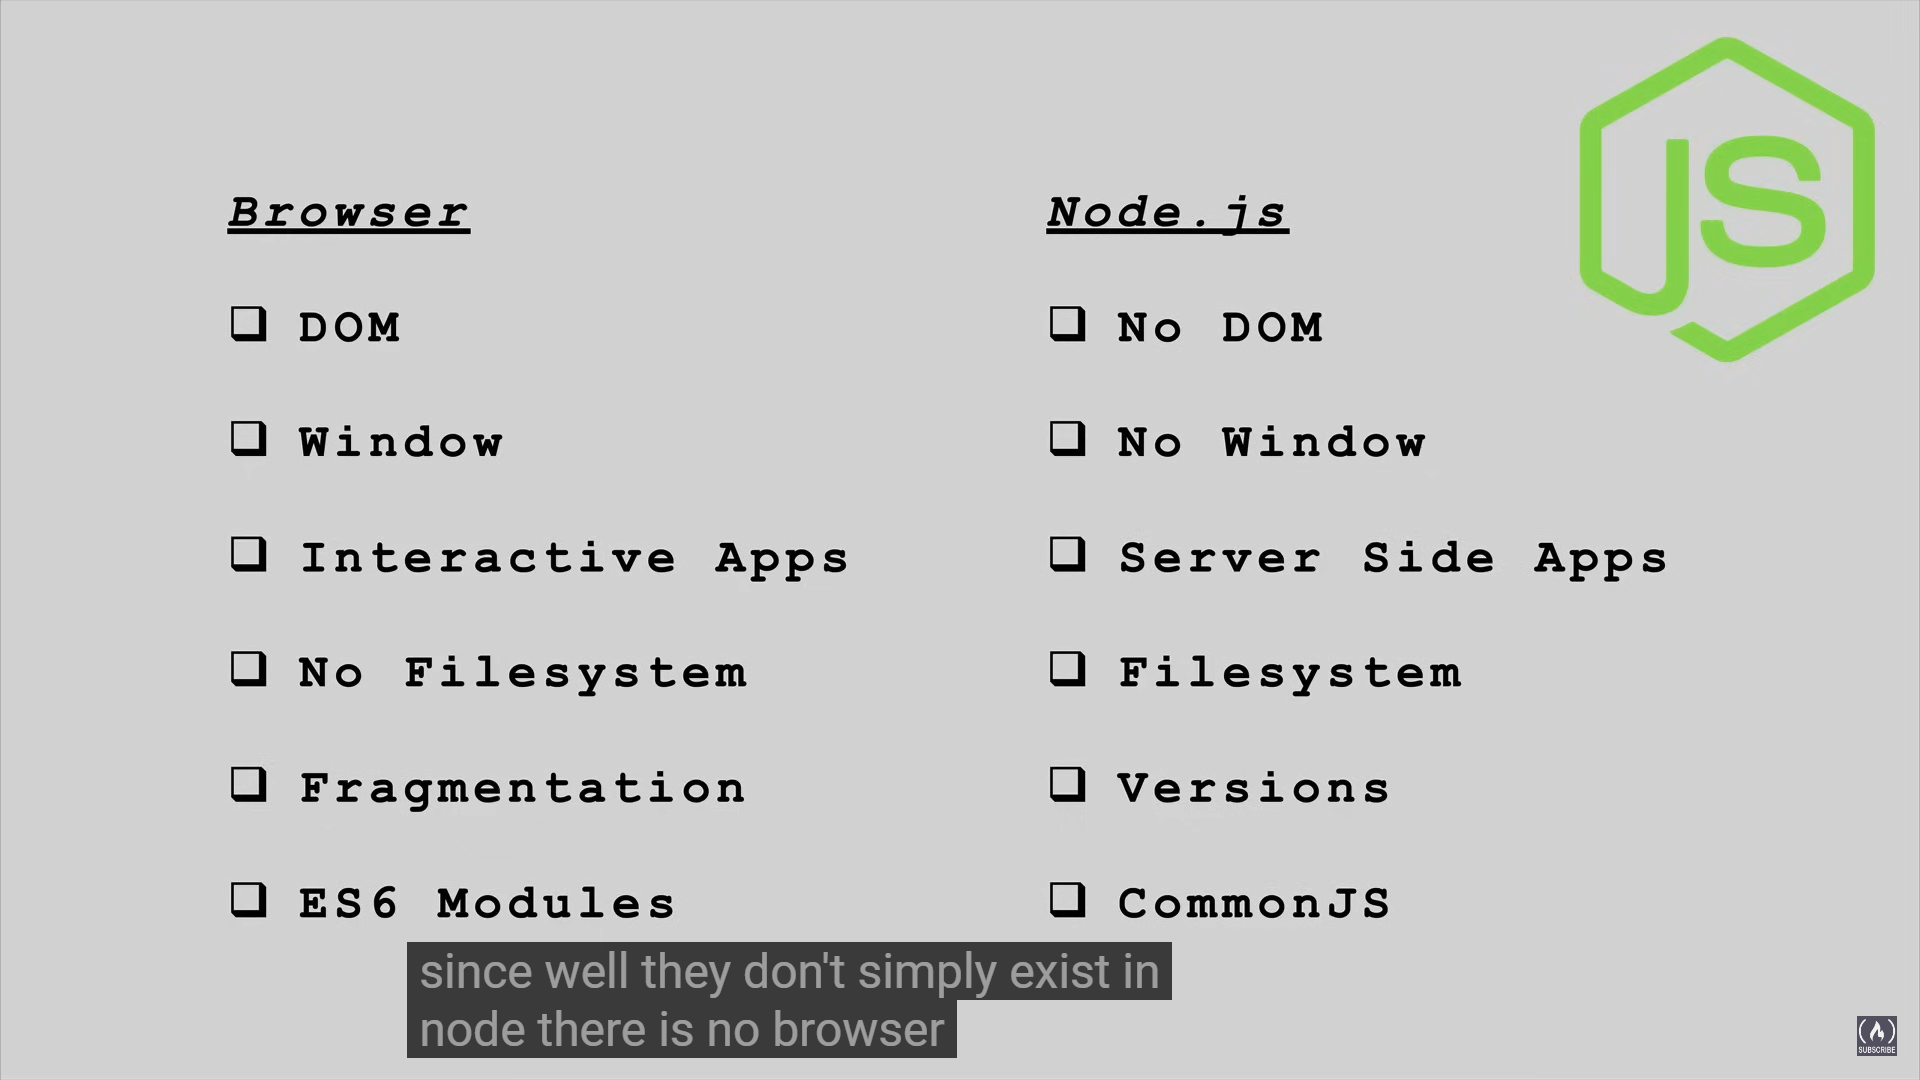 Browser
DOM
Window
Interactive Apps
No Filesystem
Fragmentation
ES6 Modules
Node.js
No DOM
No Window
Server Side Apps
Filesystem
Versions
CommonJS
JS
since well they don't simply exist in
node there is no browser
SUBSCRIBE